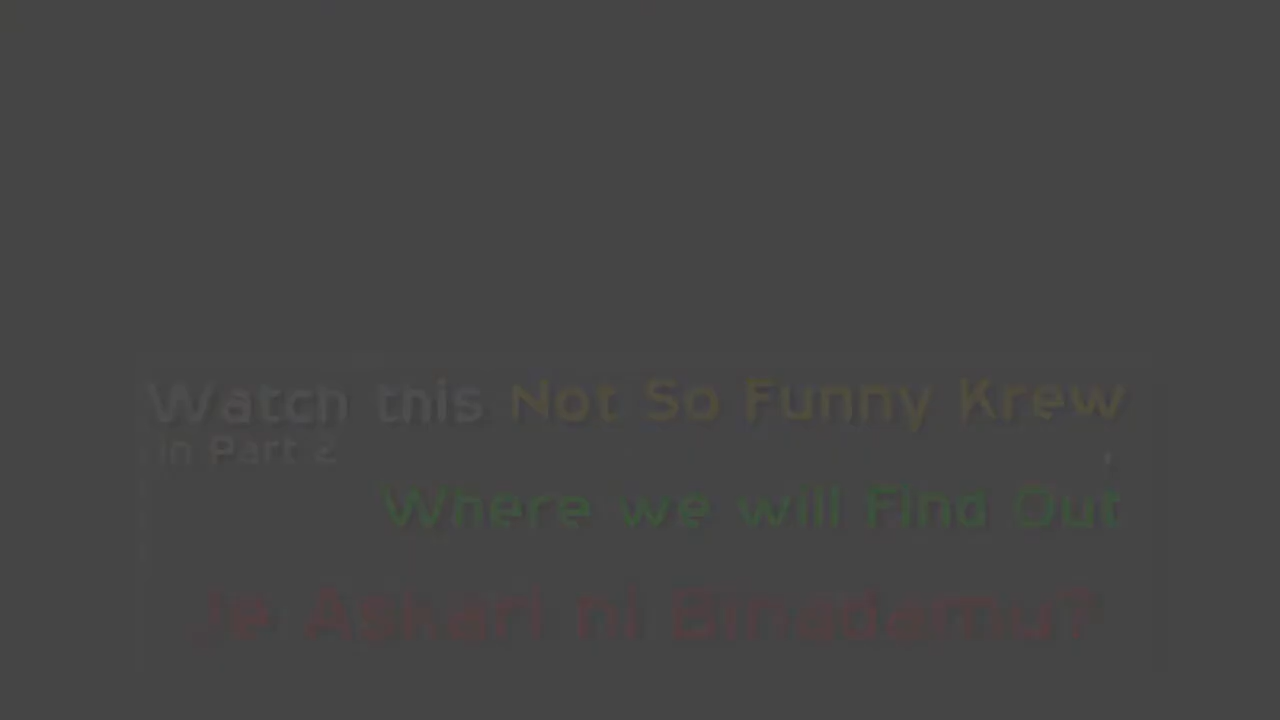 Watch this Not So Funny Krew
in Part 2
Where we will Find Out
Je Askari ni Binadamu?